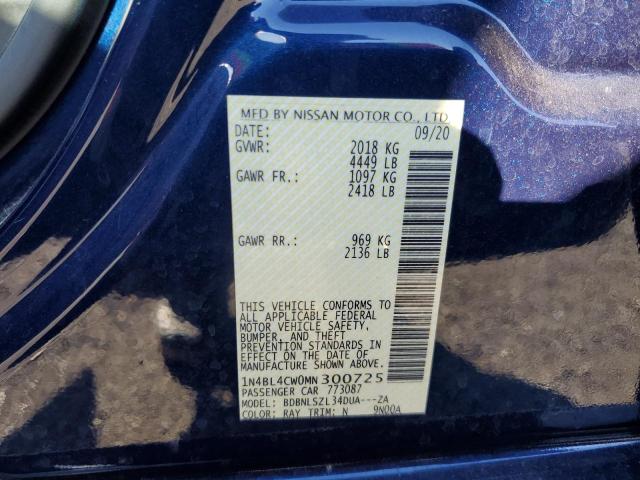 MFD BY NISSAN MOTOR CO., LTD.
DATE: 09/20
GVWR: 2018 KG
4449 LB
GAWR FR.: 1097 KG
2418 LB
GAWR RR.: 969 KG
2136 LB
THIS VEHICLE CONFORMS TO
ALL APPLICABLE FEDERAL
MOTOR VEHICLE SAFETY,
BUMPER, AND THEFT
PREVENTION STANDARDS IN
EFFECT ON THE DATE OF
MANUFACTURE SHOWN ABOVE.
1N4BL4CW0MN300725
PASSENGER CAR 773087
MODEL: BDBNLSZL34DUA---ZA
COLOR: RAY TRIM: N 9N00A